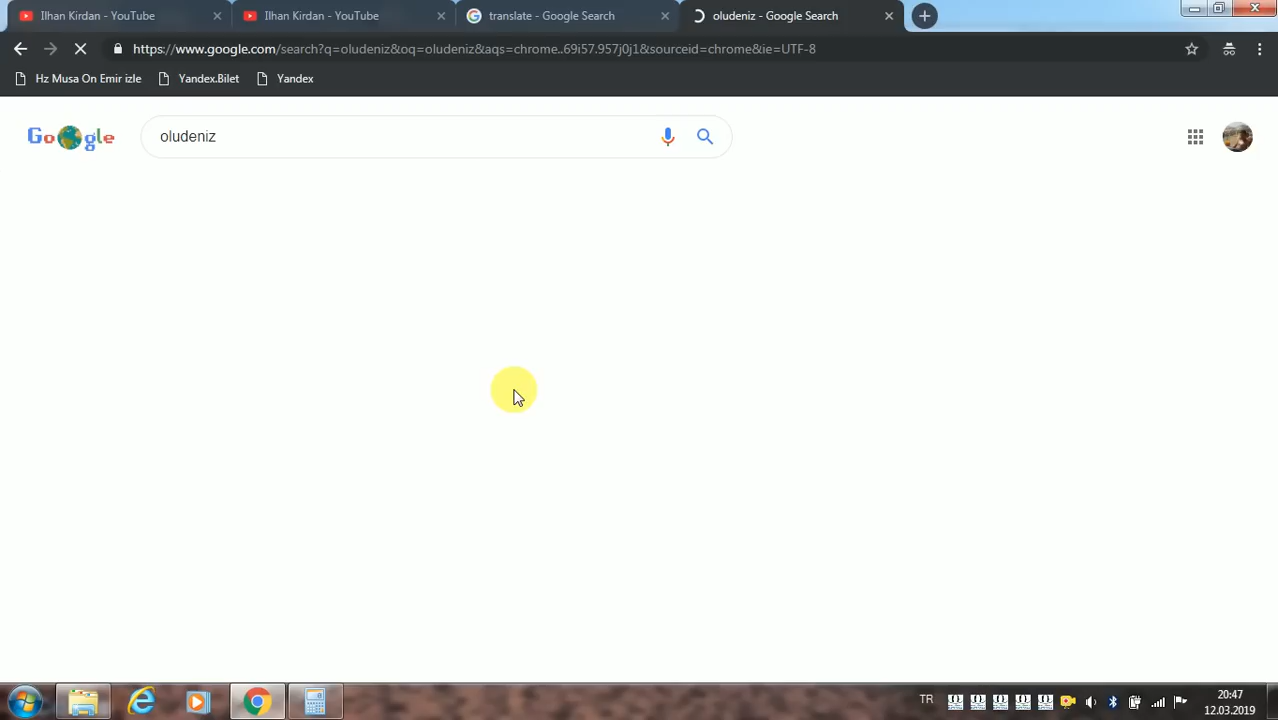 Ilhan Kirdan - YouTube
Ilhan Kirdan - YouTube
translate - Google Search
oludeniz - Google Search
https://www.google.com/search?q=oludeniz&oq=oludeniz&aqs=chrome..69i57.957j0j1&sourceid=chrome&ie=UTF-8
Hz Musa On Emir izle
Yandex.Bilet
Yandex
Google
oludeniz
TR
20:47
12.03.2019